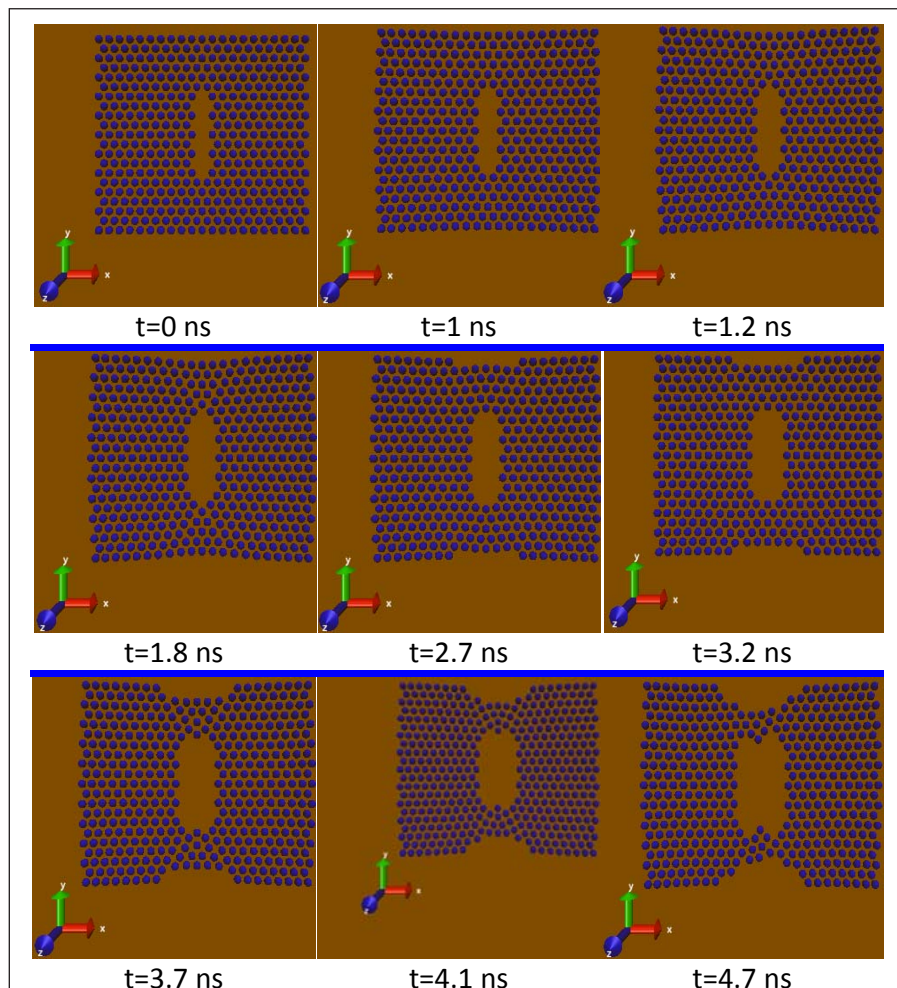 y
x
z
y
x
z
y
x
z
t=0 ns
t=1 ns
t=1.2 ns
y
x
z
y
x
z
y
x
z
t=1.8 ns
t=2.7 ns
t=3.2 ns
y
x
z
y
x
z
y
x
z
t=3.7 ns
t=4.1 ns
t=4.7 ns